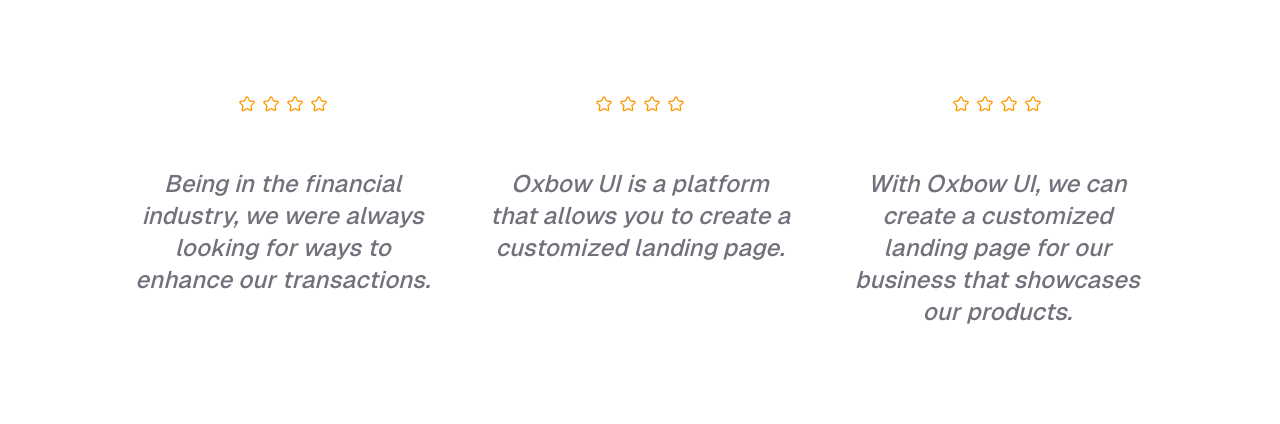 Being in the financial
industry, we were always
looking for ways to
enhance our transactions.
Oxbow UI is a platform
that allows you to create a
customized landing page.
With Oxbow UI, we can
create a customized
landing page for our
business that showcases
our products.